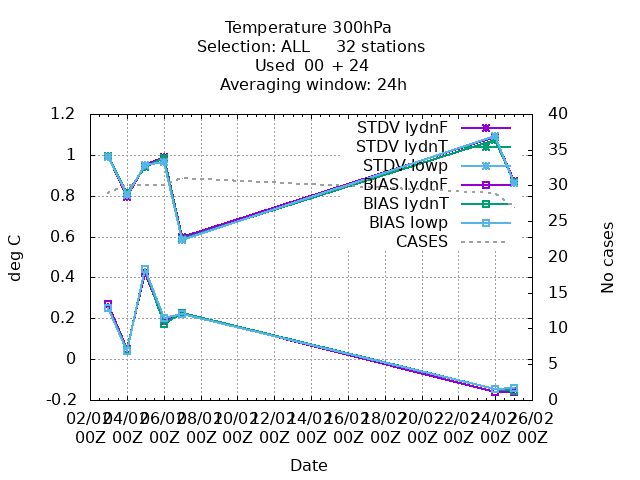 Temperature 300hPa
Selection: ALL 32 stations
Used 00 + 24
Averaging window: 24h
1.2
1
0.8
0.6
0.4
0.2
0
-0.2
deg C
40
35
30
25
20
15
10
5
0
No cases
STDV lydnF
STDV lydnT
STDV lowp
BIAS lydnF
BIAS lydnT
BIAS lowp
CASES
02/02 04/02 06/02 08/02 10/02 12/02 14/02 16/02 18/02 20/02 22/02 24/02 26/02
00Z 00Z 00Z 00Z 00Z 00Z 00Z 00Z 00Z 00Z 00Z 00Z 00Z
Date